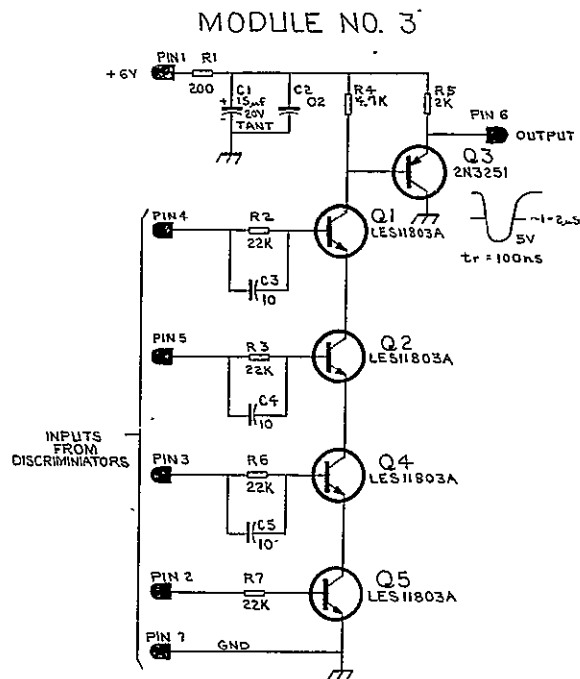 MODULE NO. 3
PIN1 R1
+6V
200
C1
15µf
20V
TANT
C2
02
R4
4.7K
R5
2K
PIN 6
OUTPUT
Q3
2N3251
~1-2µs
5V
tr = 100ns
PIN4
R2
22K
C3
10
Q1
LES11803A
PIN5
R3
22K
C4
10
Q2
LES11803A
INPUTS
FROM
DISCRIMINIATORS
PIN 3
R6
22K
C5
10
Q4
LES11803A
PIN 2
R7
22K
Q5
LES11803A
PIN 7
GND